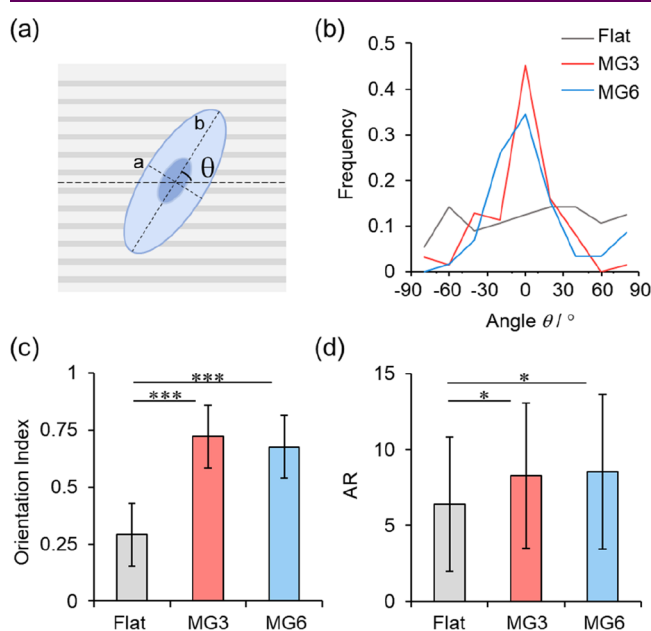 (a)
b
a
θ
(b)
Flat
MG3
MG6
Frequency
0.5
0.4
0.3
0.2
0.1
0
-90 -60 -30 0 30 60 90
Angle θ / °
(c)
Orientation Index
1
0.75
0.5
0.25
0
***
***
Flat MG3 MG6
(d)
AR
15
10
5
0
*
*
Flat MG3 MG6